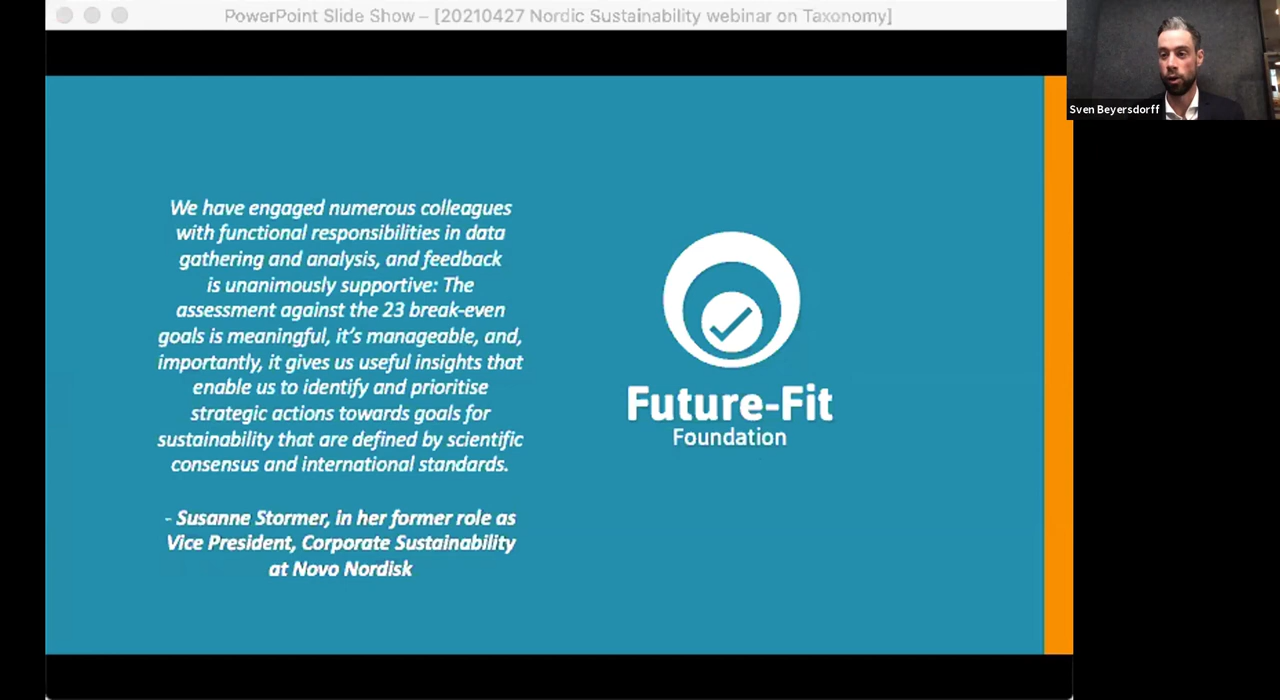 PowerPoint Slide Show – [20210427 Nordic Sustainability webinar on Taxonomy]
Sven Beyersdorff
We have engaged numerous colleagues
with functional responsibilities in data
gathering and analysis, and feedback
is unanimously supportive: The
assessment against the 23 break-even
goals is meaningful, it’s manageable, and,
importantly, it gives us useful insights that
enable us to identify and prioritise
strategic actions towards goals for
sustainability that are defined by scientific
consensus and international standards.
- Susanne Stormer, in her former role as
Vice President, Corporate Sustainability
at Novo Nordisk
Future-Fit
Foundation